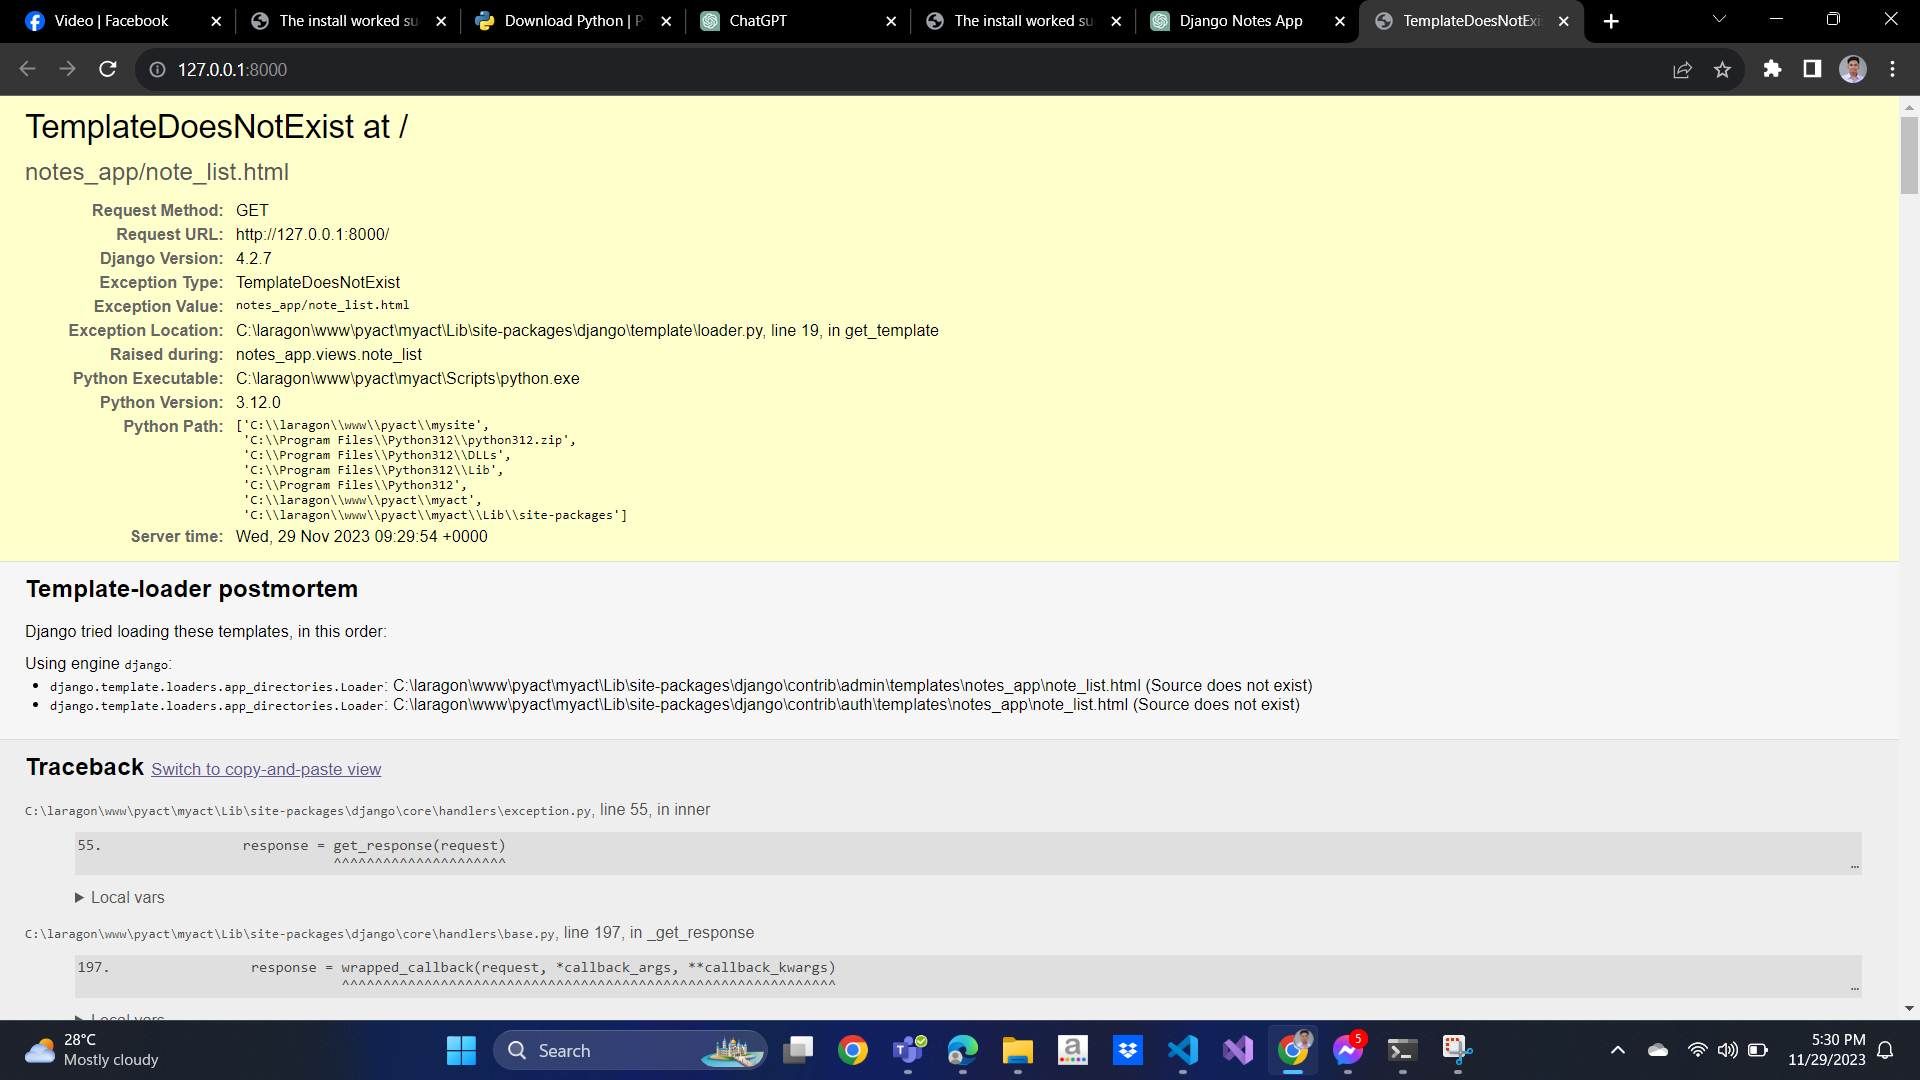 Video | Facebook
The install worked su
Download Python | P
ChatGPT
The install worked su
Django Notes App
TemplateDoesNotExi
127.0.0.1:8000
TemplateDoesNotExist at /
notes_app/note_list.html
Request Method: GET
Request URL: http://127.0.0.1:8000/
Django Version: 4.2.7
Exception Type: TemplateDoesNotExist
Exception Value: notes_app/note_list.html
Exception Location: C:\laragon\www\pyact\myact\Lib\site-packages\django\template\loader.py, line 19, in get_template
Raised during: notes_app.views.note_list
Python Executable: C:\laragon\www\pyact\myact\Scripts\python.exe
Python Version: 3.12.0
Python Path: ['C:\\laragon\\www\\pyact\\mysite',
'C:\\Program Files\\Python312\\python312.zip',
'C:\\Program Files\\Python312\\DLLs',
'C:\\Program Files\\Python312\\Lib',
'C:\\Program Files\\Python312',
'C:\\laragon\\www\\pyact\\myact',
'C:\\laragon\\www\\pyact\\myact\\Lib\\site-packages']
Server time: Wed, 29 Nov 2023 09:29:54 +0000
Template-loader postmortem
Django tried loading these templates, in this order:
Using engine django:
• django.template.loaders.app_directories.Loader: C:\laragon\www\pyact\myact\Lib\site-packages\django\contrib\admin\templates\notes_app\note_list.html (Source does not exist)
• django.template.loaders.app_directories.Loader: C:\laragon\www\pyact\myact\Lib\site-packages\django\contrib\auth\templates\notes_app\note_list.html (Source does not exist)
Traceback Switch to copy-and-paste view
C:\laragon\www\pyact\myact\Lib\site-packages\django\core\handlers\exception.py, line 55, in inner
55. response = get_response(request)
^^^^^^^^^^^^^^^^^^^^^ …
▶ Local vars
C:\laragon\www\pyact\myact\Lib\site-packages\django\core\handlers\base.py, line 197, in _get_response
197. response = wrapped_callback(request, *callback_args, **callback_kwargs)
^^^^^^^^^^^^^^^^^^^^^^^^^^^^^^^^^^^^^^^^^^^^^^^^^^^^^^^^^^^^ …
▶ Local vars
28°C
Mostly cloudy
Search
5
5:30 PM
11/29/2023